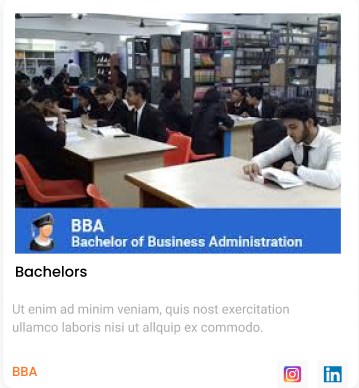 BBA
Bachelor of Business Administration
Bachelors
Ut enim ad minim veniam, quis nost exercitation
ullamco laboris nisi ut allquip ex commodo.
BBA
in